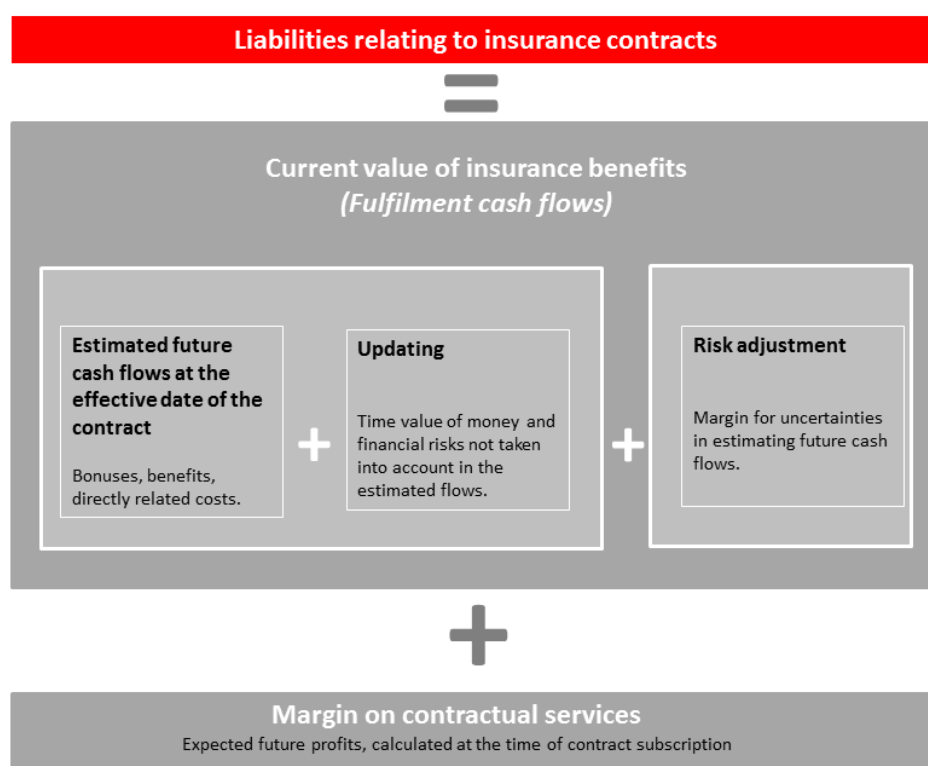 Liabilities relating to insurance contracts
=
Current value of insurance benefits
(Fulfilment cash flows)
Estimated future
cash flows at the
effective date of the
contract
Bonuses, benefits,
directly related costs.
+
Updating
Time value of money and
financial risks not taken
into account in the
estimated flows.
+
Risk adjustment
Margin for uncertainties
in estimating future cash
flows.
+
Margin on contractual services
Expected future profits, calculated at the time of contract subscription